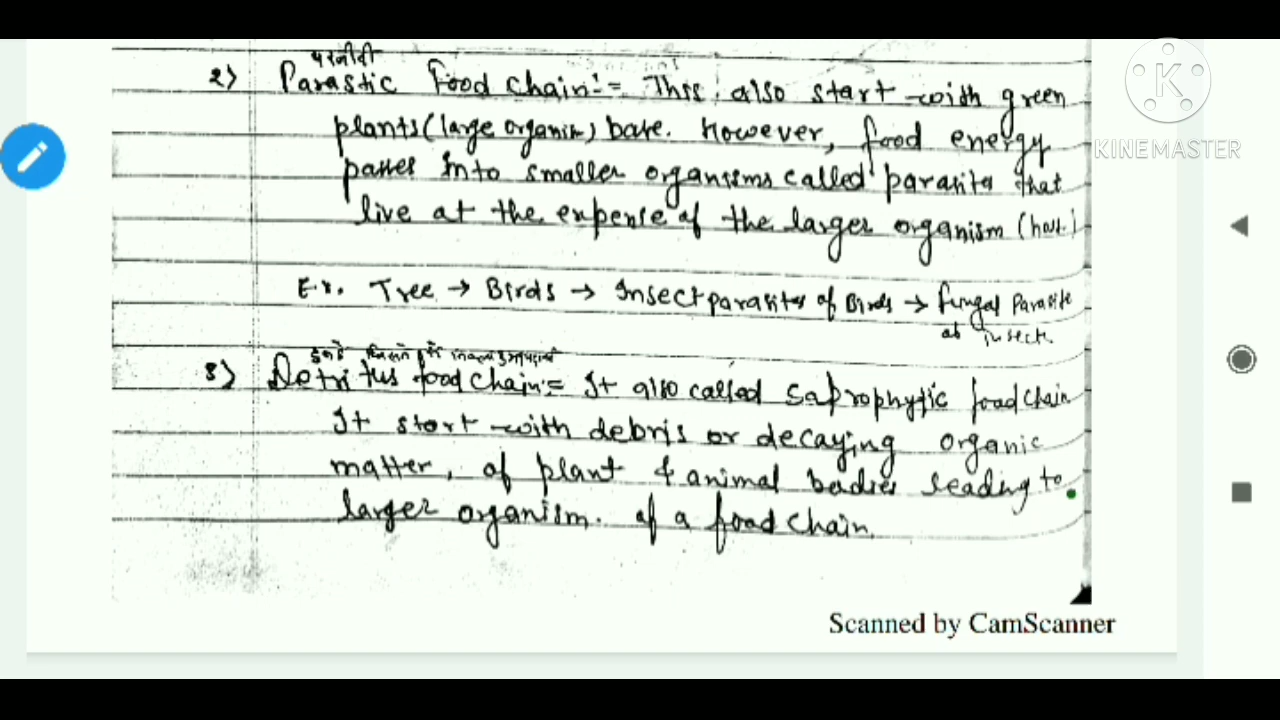 परजीवी
2) Parastic Food Chain:= This also start with green
plants (large organism) base. However, food energy
passes into smaller organisms called parasite that
live at the expense of the larger organism (host)
Ex. Tree → Birds → Insect parasites of Birds → fungal Parasite
of insects
3) Detritus food chain:= It also called Saprophytic food chain
It start with debris or decaying organic
matter, of plant & animal bodies leading to
larger organism. of a food chain.
Scanned by CamScanner
K
KINEMASTER